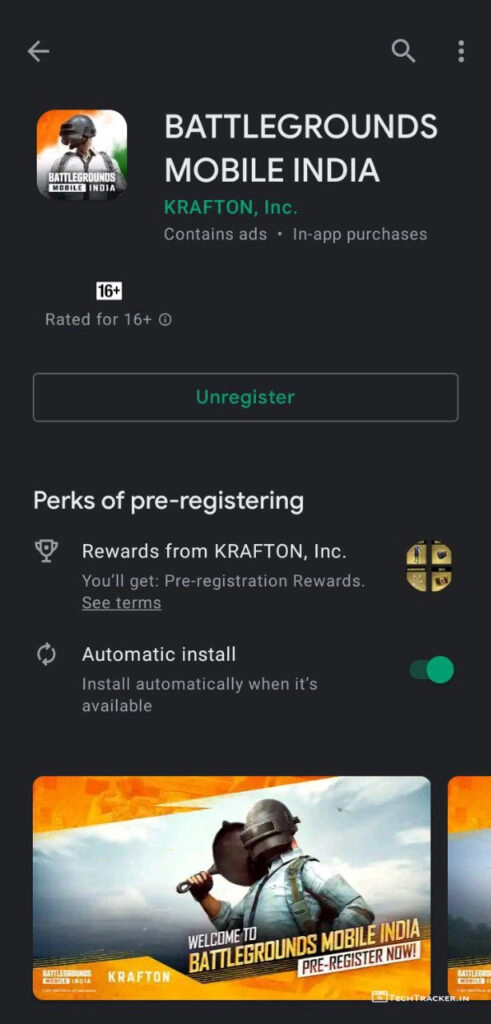 BATTLEGROUNDS
MOBILE INDIA
BATTLEGROUNDS
MOBILE INDIA
KRAFTON, Inc.
Contains ads • In-app purchases
16+
Rated for 16+
Unregister
Perks of pre-registering
Rewards from KRAFTON, Inc.
You'll get: Pre-registration Rewards.
See terms
Automatic install
Install automatically when it's
available
WELCOME TO
BATTLEGROUNDS MOBILE INDIA
PRE-REGISTER NOW!
BATTLEGROUNDS
MOBILE INDIA
KRAFTON
TECHTRACKER.IN